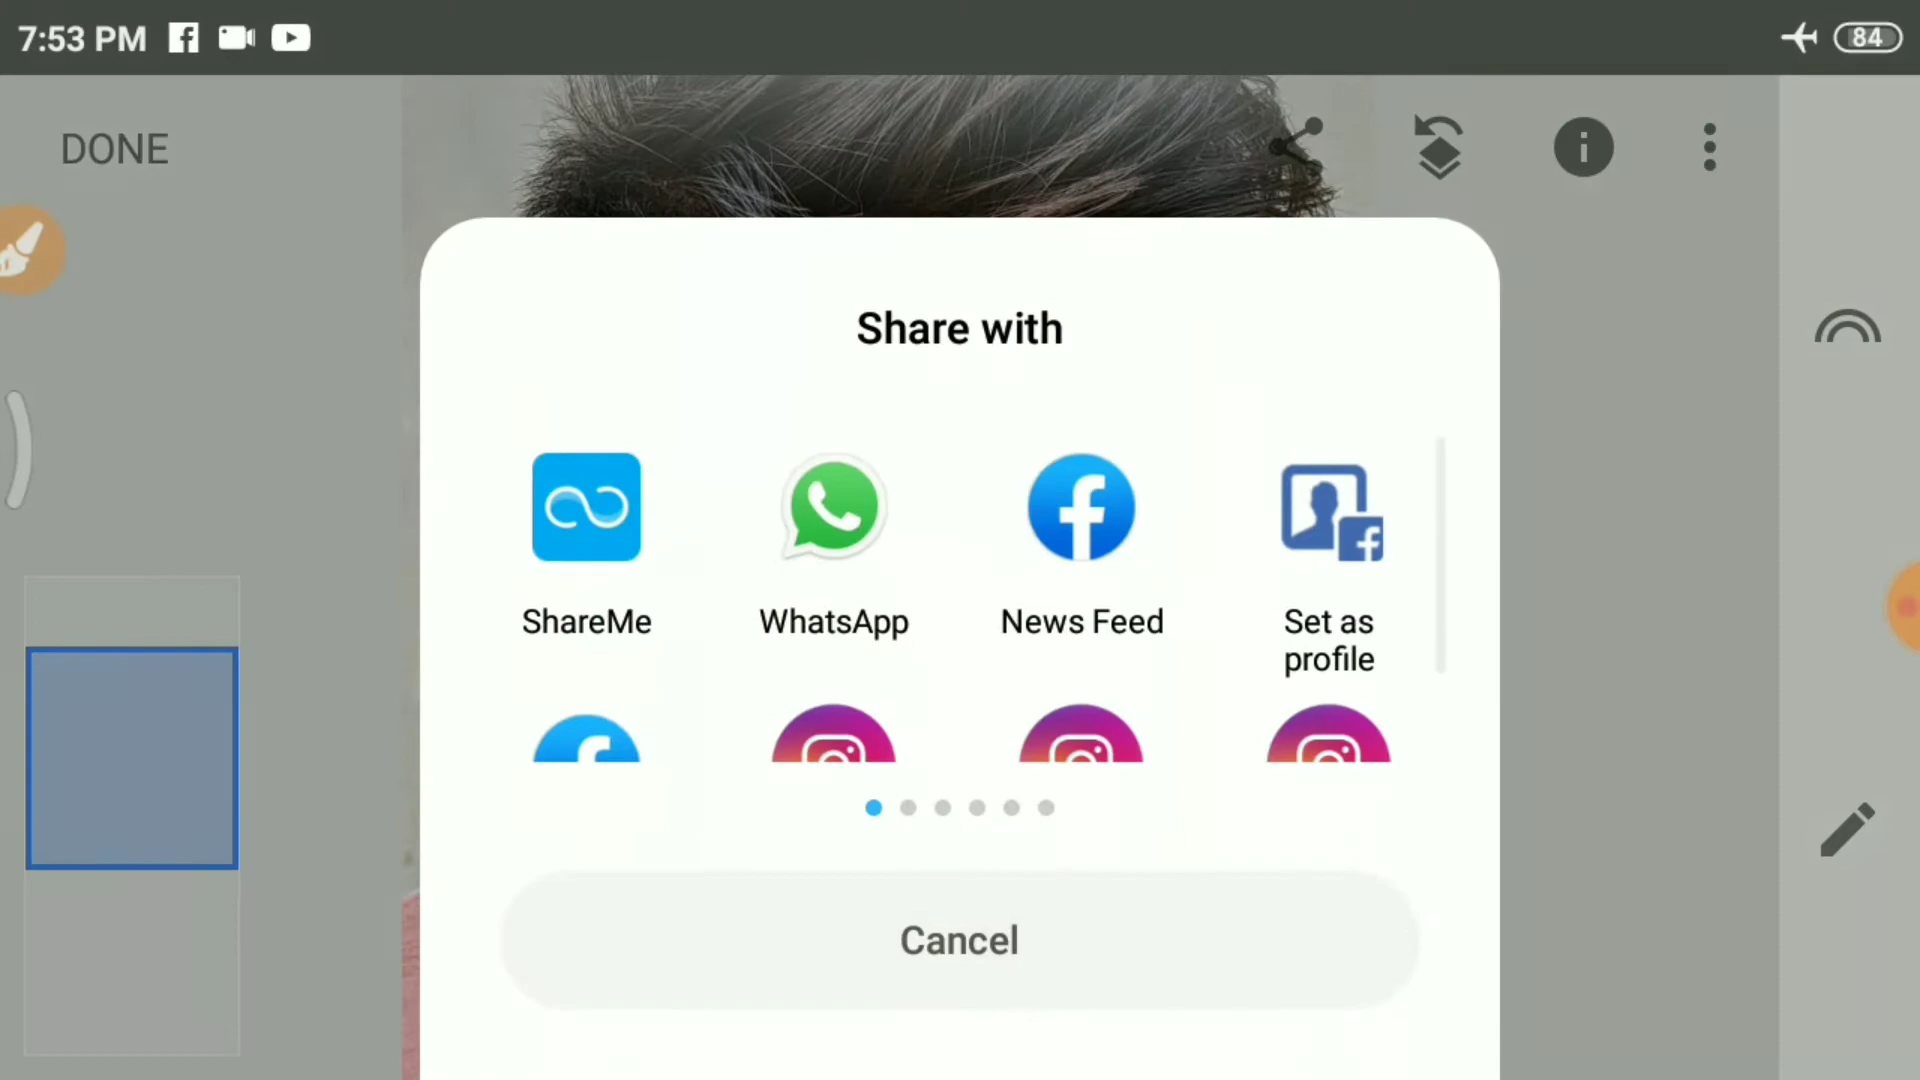 7:53 PM
84
DONE
Share with
ShareMe
WhatsApp
News Feed
Set as
profile
Cancel